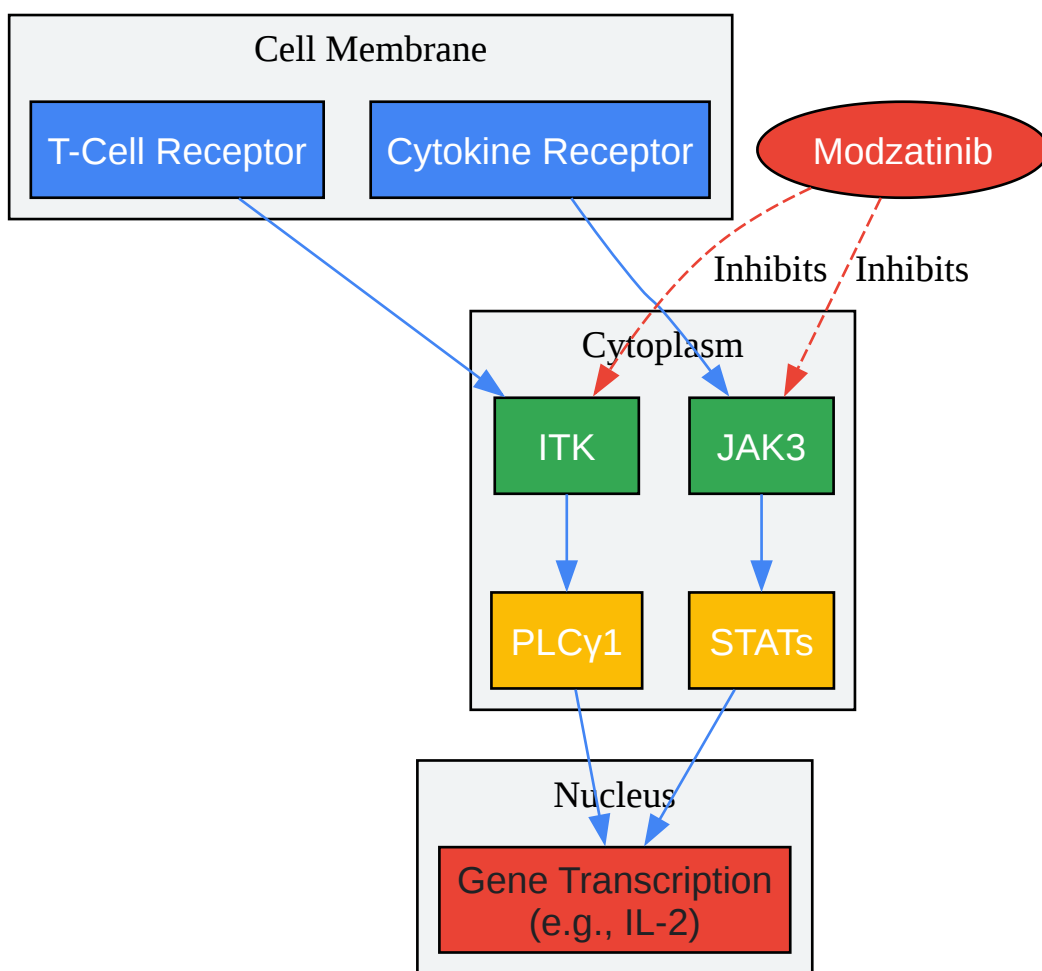 Cell Membrane
T-Cell Receptor
Cytokine Receptor
Modzatinib
Inhibits
Inhibits
Cytoplasm
ITK
JAK3
PLCγ1
STATs
Nucleus
Gene Transcription
(e.g., IL-2)